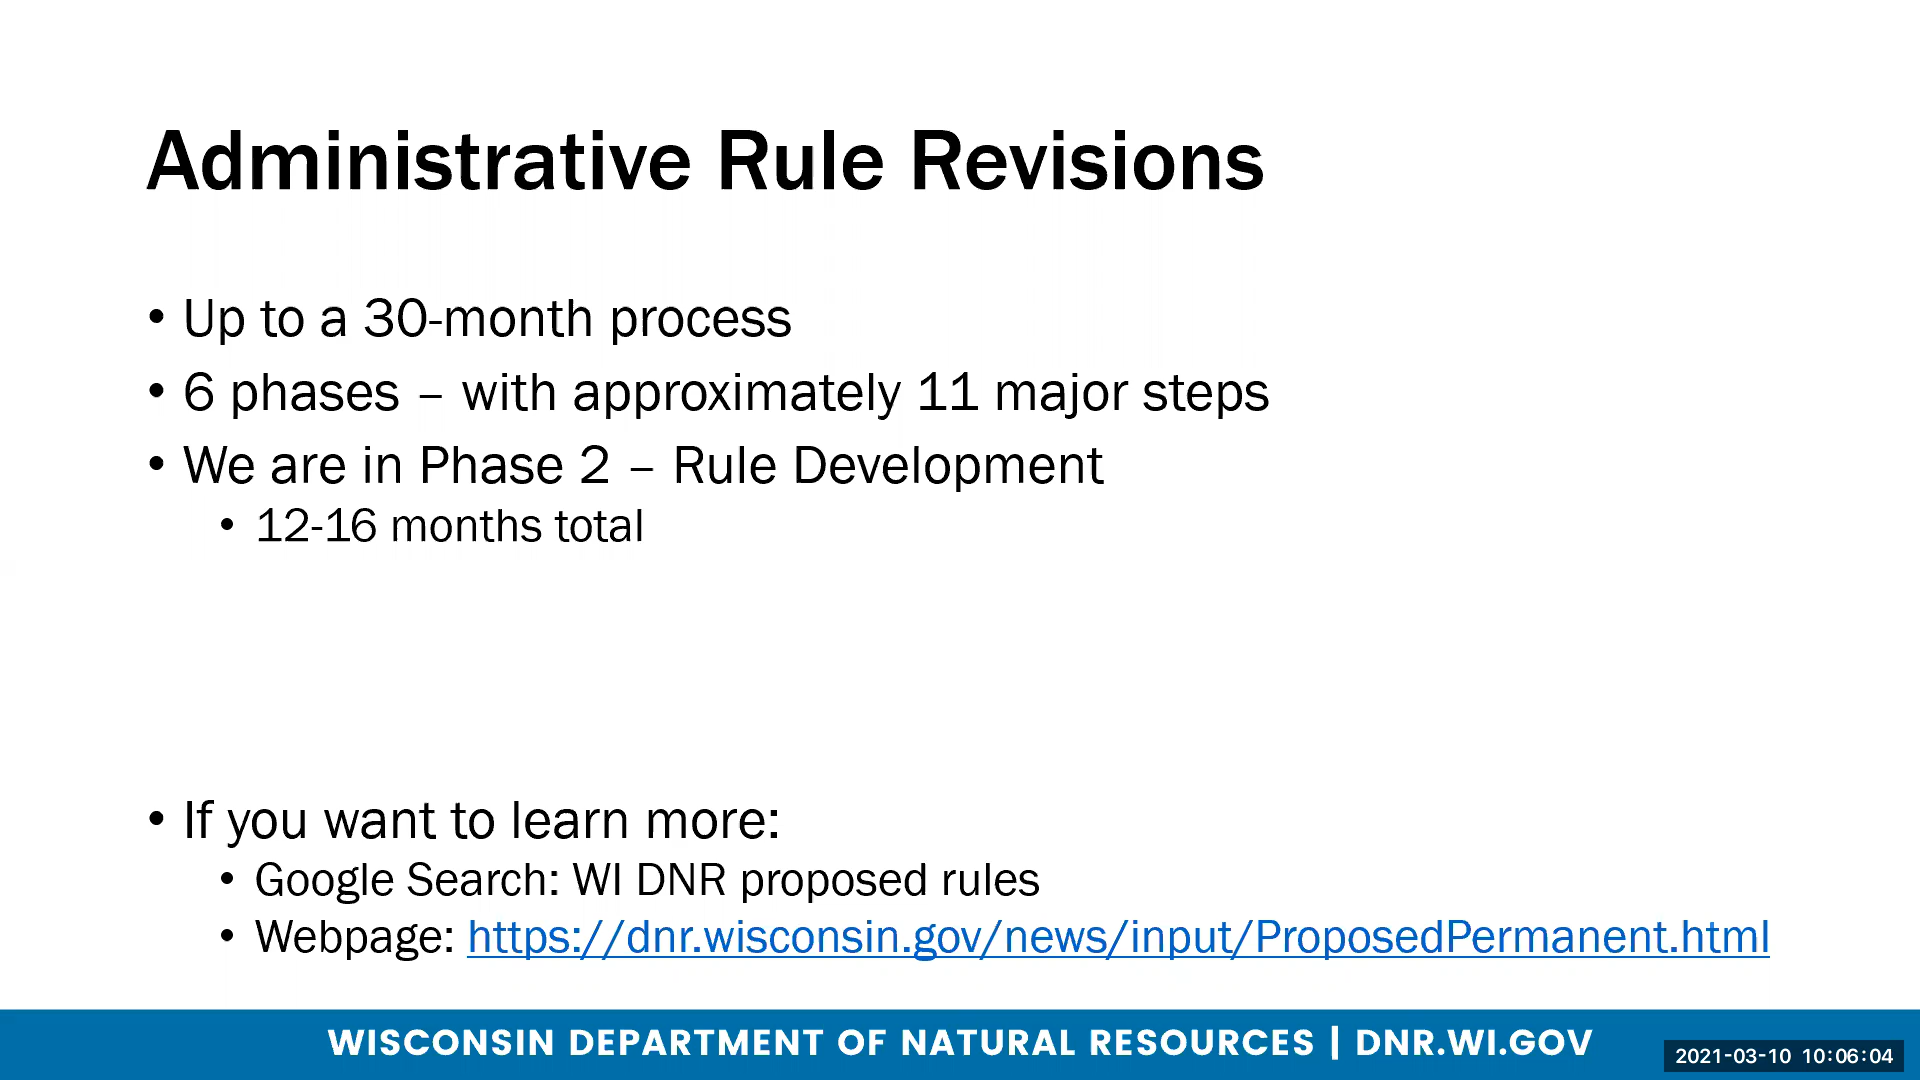 Administrative Rule Revisions
• Up to a 30-month process
• 6 phases – with approximately 11 major steps
• We are in Phase 2 – Rule Development
• 12-16 months total
• If you want to learn more:
• Google Search: WI DNR proposed rules
• Webpage: https://dnr.wisconsin.gov/news/input/ProposedPermanent.html
WISCONSIN DEPARTMENT OF NATURAL RESOURCES | DNR.WI.GOV
2021-03-10 10:06:04